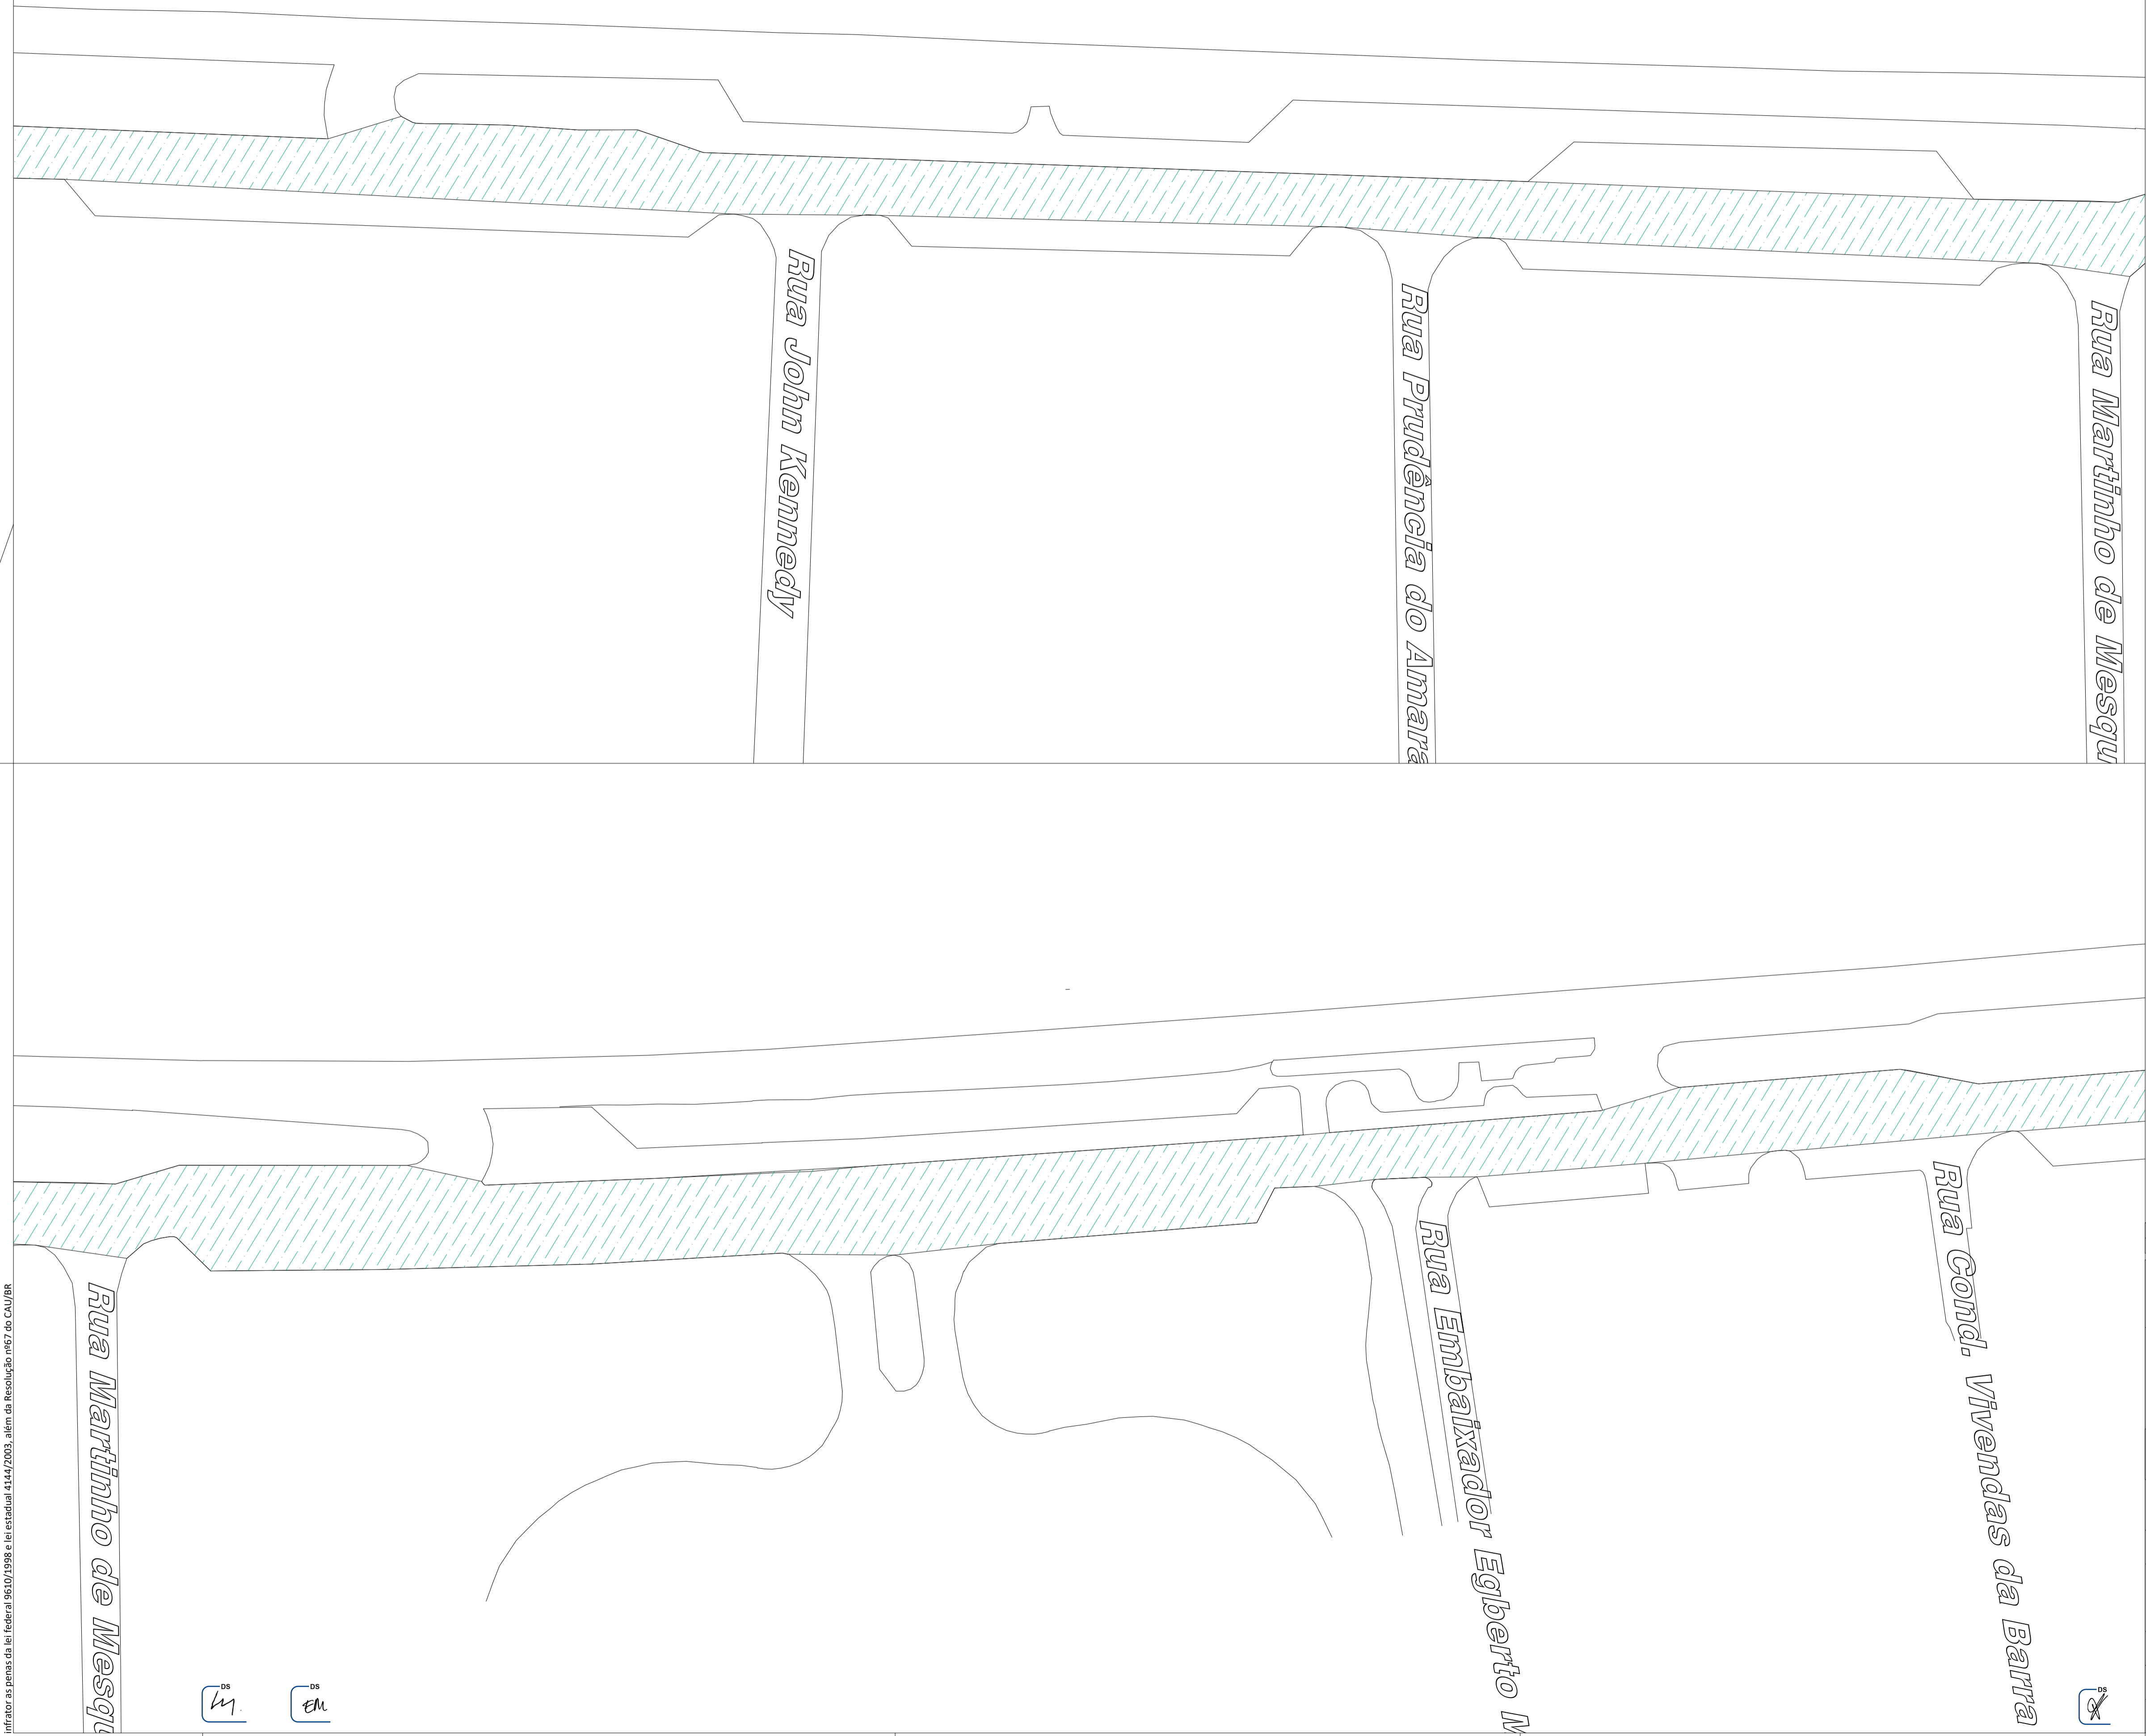 Rua John Kennedy
Rua Prudência do Amara
Rua Martinho de Mesqu
infrator as penas da lei federal 9610/1998 e lei estadual 4144/2003, além da Resolução nº67 do CAU/BR
Rua Martinho de Mesqu
Rua Embaixador Egberto M
Rua Cond. Vivendas da Barra
DS
DS
EM
DS